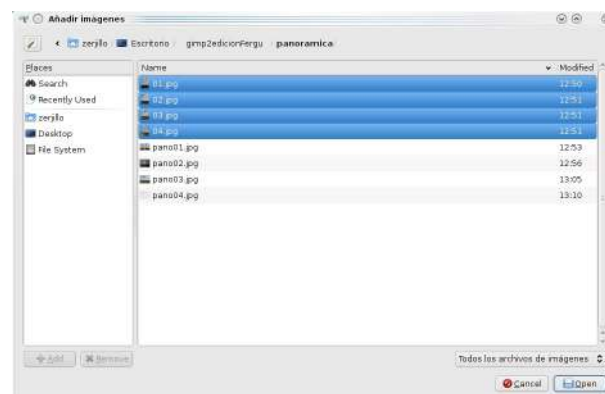 Añadir imágenes
zerjillo Escritorio gimp2edicionFergu panoramica
Places
Search
Recently Used
zerjillo
Desktop
File System
Name Modified
01.jpg 12:50
02.jpg 12:51
03.jpg 12:51
04.jpg 12:51
pano01.jpg 12:53
pano02.jpg 12:56
pano03.jpg 13:05
pano04.jpg 13:10
Add Remove
Todos los archivos de imágenes
Cancel Open